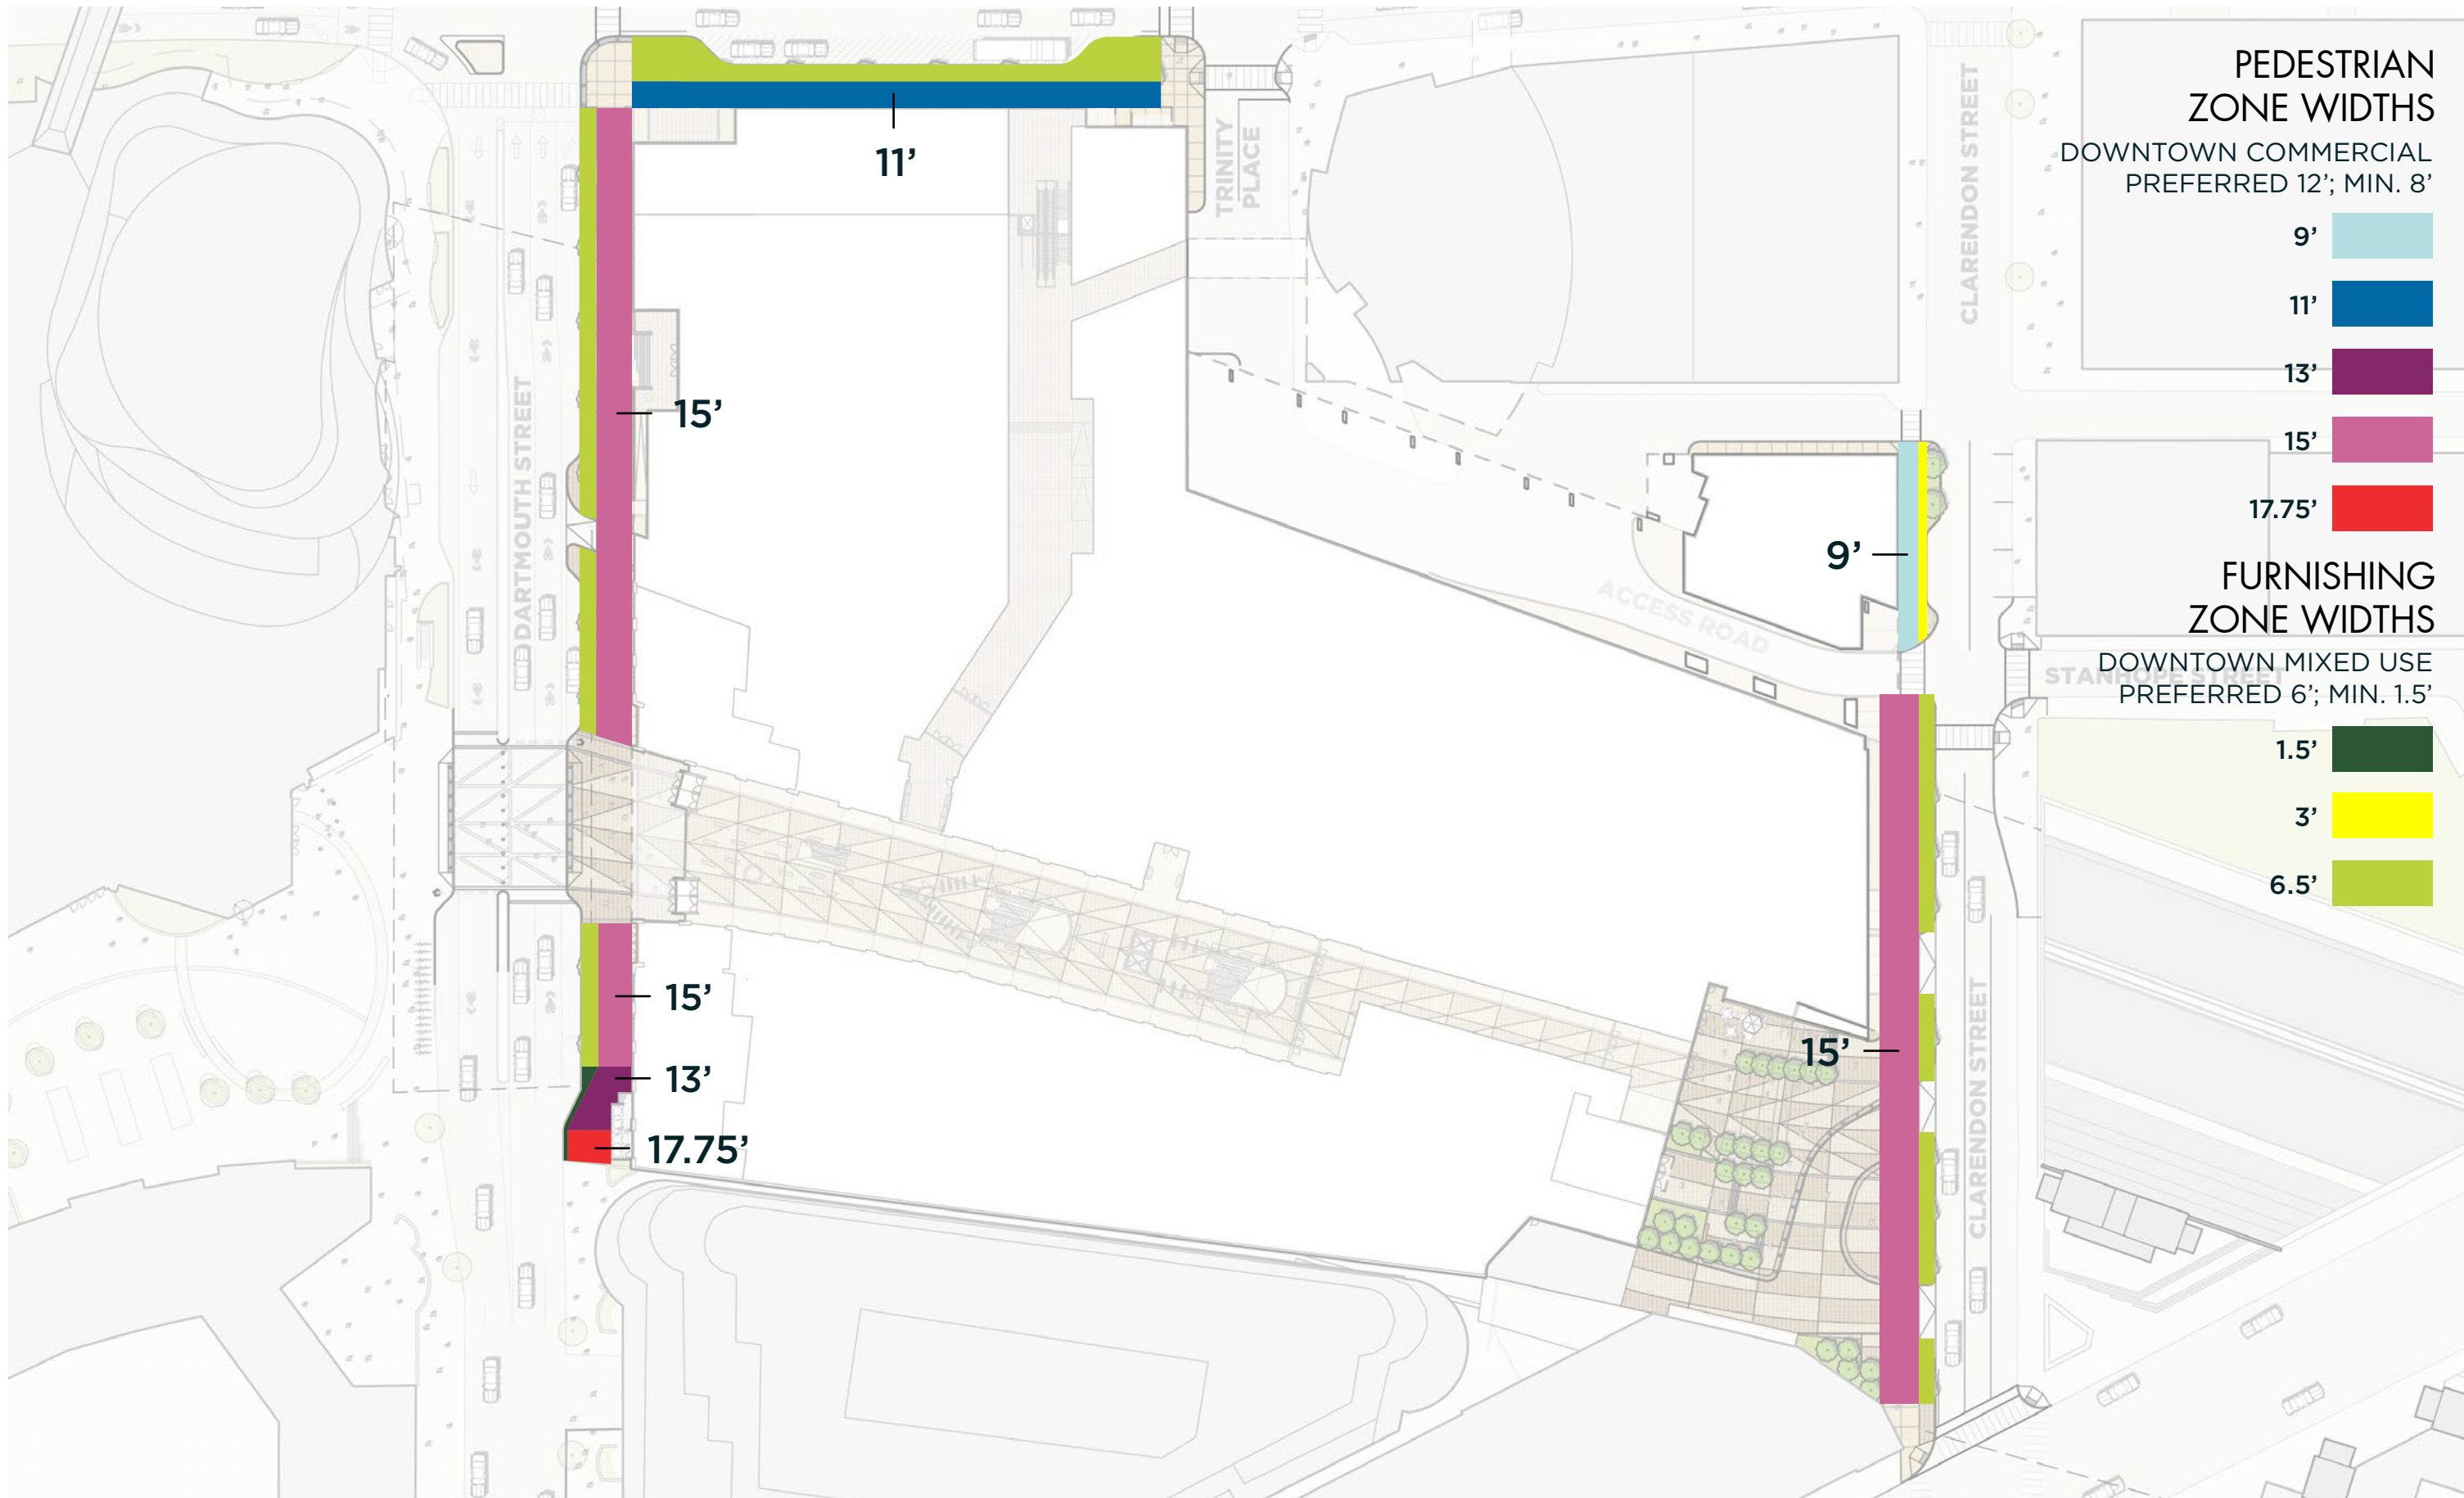 PEDESTRIAN
ZONE WIDTHS
DOWNTOWN COMMERCIAL
PREFERRED 12’; MIN. 8’
9’
11’
13’
15’
17.75’
FURNISHING
ZONE WIDTHS
DOWNTOWN MIXED USE
PREFERRED 6’; MIN. 1.5’
1.5’
3’
6.5’
11’
TRINITY
PLACE
CLARENDON STREET
15’
DARTMOUTH STREET
9’
ACCESS ROAD
STANHOPE STREET
15’
13’
17.75’
15’
CLARENDON STREET